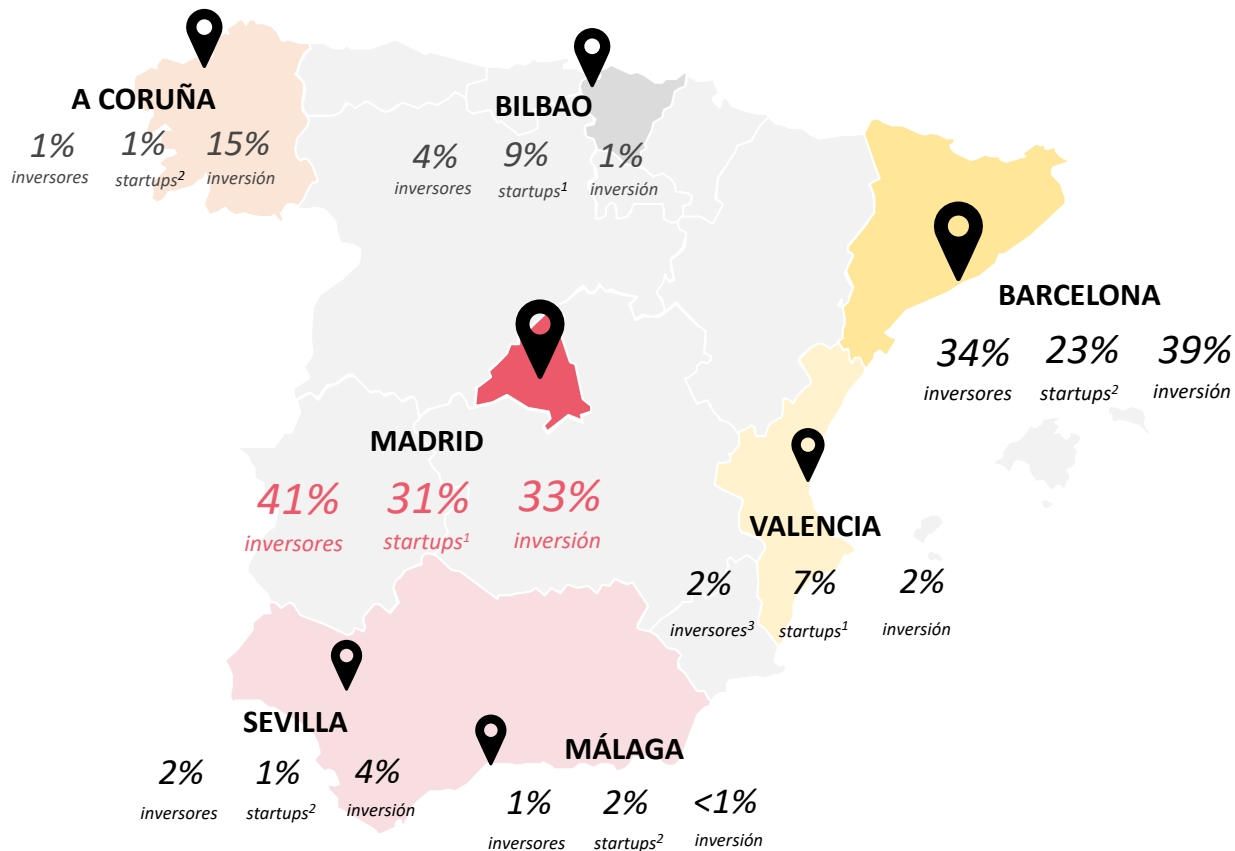 A CORUÑA
1% 1% 15%
inversores startups² inversión
BILBAO
4% 9% 1%
inversores startups¹ inversión
BARCELONA
34% 23% 39%
inversores startups² inversión
MADRID
41% 31% 33%
inversores startups¹ inversión
VALENCIA
2% 7% 2%
inversores³ startups¹ inversión
SEVILLA
2% 1% 4%
inversores startups² inversión
MÁLAGA
1% 2% <1%
inversores startups² inversión